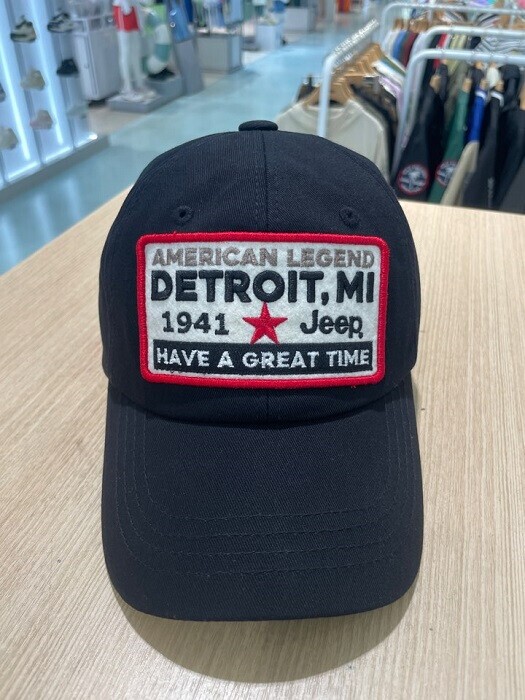 AMERICAN LEGEND
DETROIT, MI
1941 Jeep
HAVE A GREAT TIME